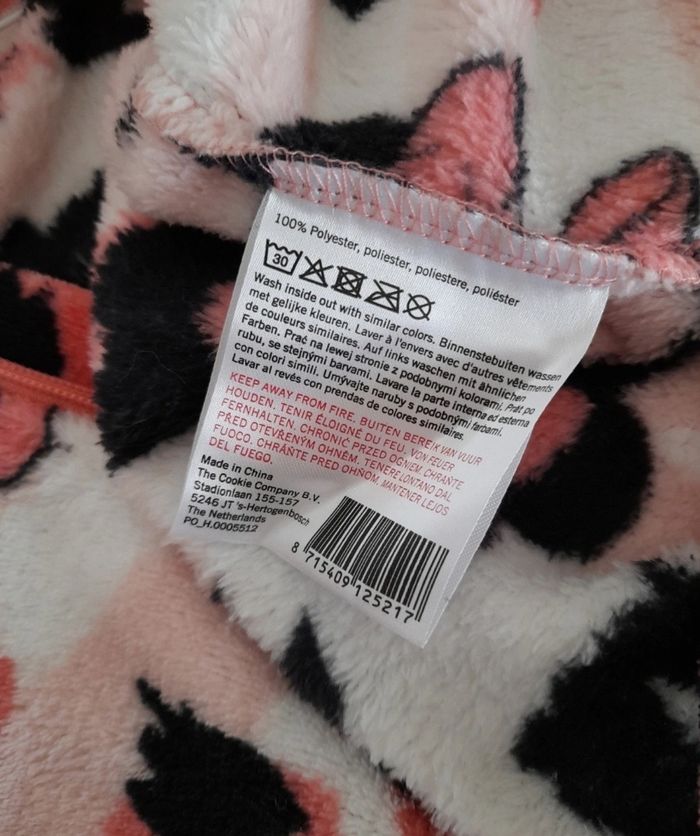 100% Polyester, poliester, poliestere, poliéster
30
Wash inside out with similar colors. Binnenstebuiten wassen
met gelijke kleuren. Laver à l'envers avec d'autres vêtements
de couleurs similaires. Auf links waschen mit ähnlichen
Farben. Prać na lewej stronie z podobnymi kolorami. Prát po
rubu, se stejnými barvami. Lavare la parte interna ed esterna
con colori simili. Umývajte naruby s podobnými farbami.
Lavar al revés con prendas de colores similares
KEEP AWAY FROM FIRE. BUITEN BEREIK VAN VUUR
HOUDEN. TENIR ÉLOIGNÉ DU FEU. VON FEUER
FERNHALTEN. CHRONIĆ PRZED OGNIEM. CHRAŇTE
PŘED OTEVŘENÝM OHNĚM. TENERE LONTANO DAL
FUOCO. CHRÁŇTE PRED OHŇOM. MANTENER LEJOS
DEL FUEGO.
Made in China
The Cookie Company B.V.
Stadionlaan 155-157
5246 JT 's-Hertogenbosch
The Netherlands
PO_H.0005512
8 715409 125217